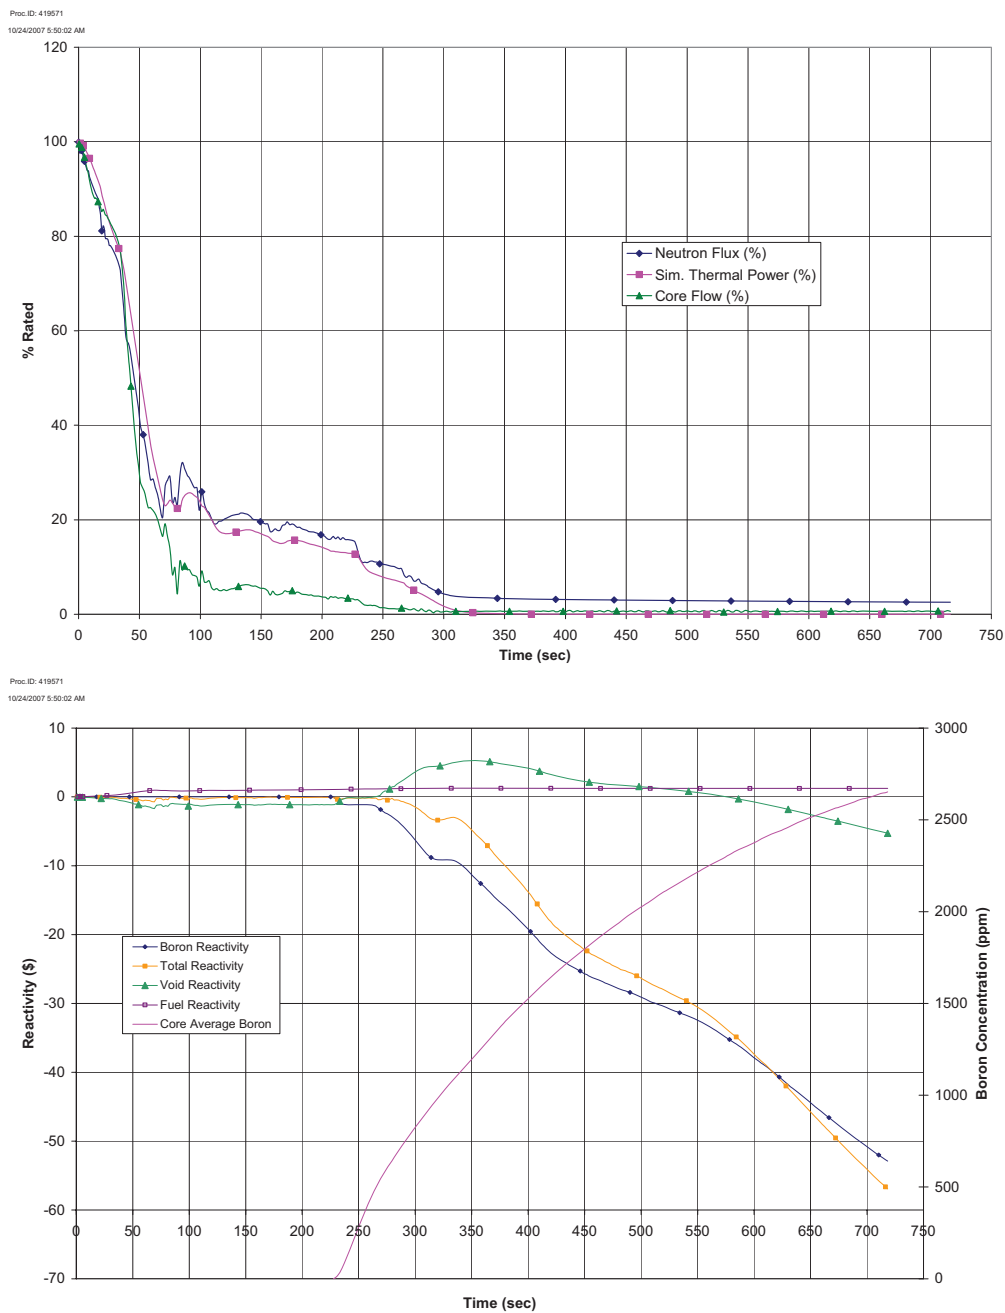 Proc.ID: 419571
10/24/2007 5:50:02 AM
120
100
80
60
40
20
0
% Rated
Neutron Flux (%)
Sim. Thermal Power (%)
Core Flow (%)
0 50 100 150 200 250 300 350 400 450 500 550 600 650 700 750
Time (sec)
Proc.ID: 419571
10/24/2007 5:50:02 AM
10
0
-10
-20
-30
-40
-50
-60
-70
Reactivity ($)
Boron Reactivity
Total Reactivity
Void Reactivity
Fuel Reactivity
Core Average Boron
3000
2500
2000
1500
1000
500
0
Boron Concentration (ppm)
0 50 100 150 200 250 300 350 400 450 500 550 600 650 700 750
Time (sec)